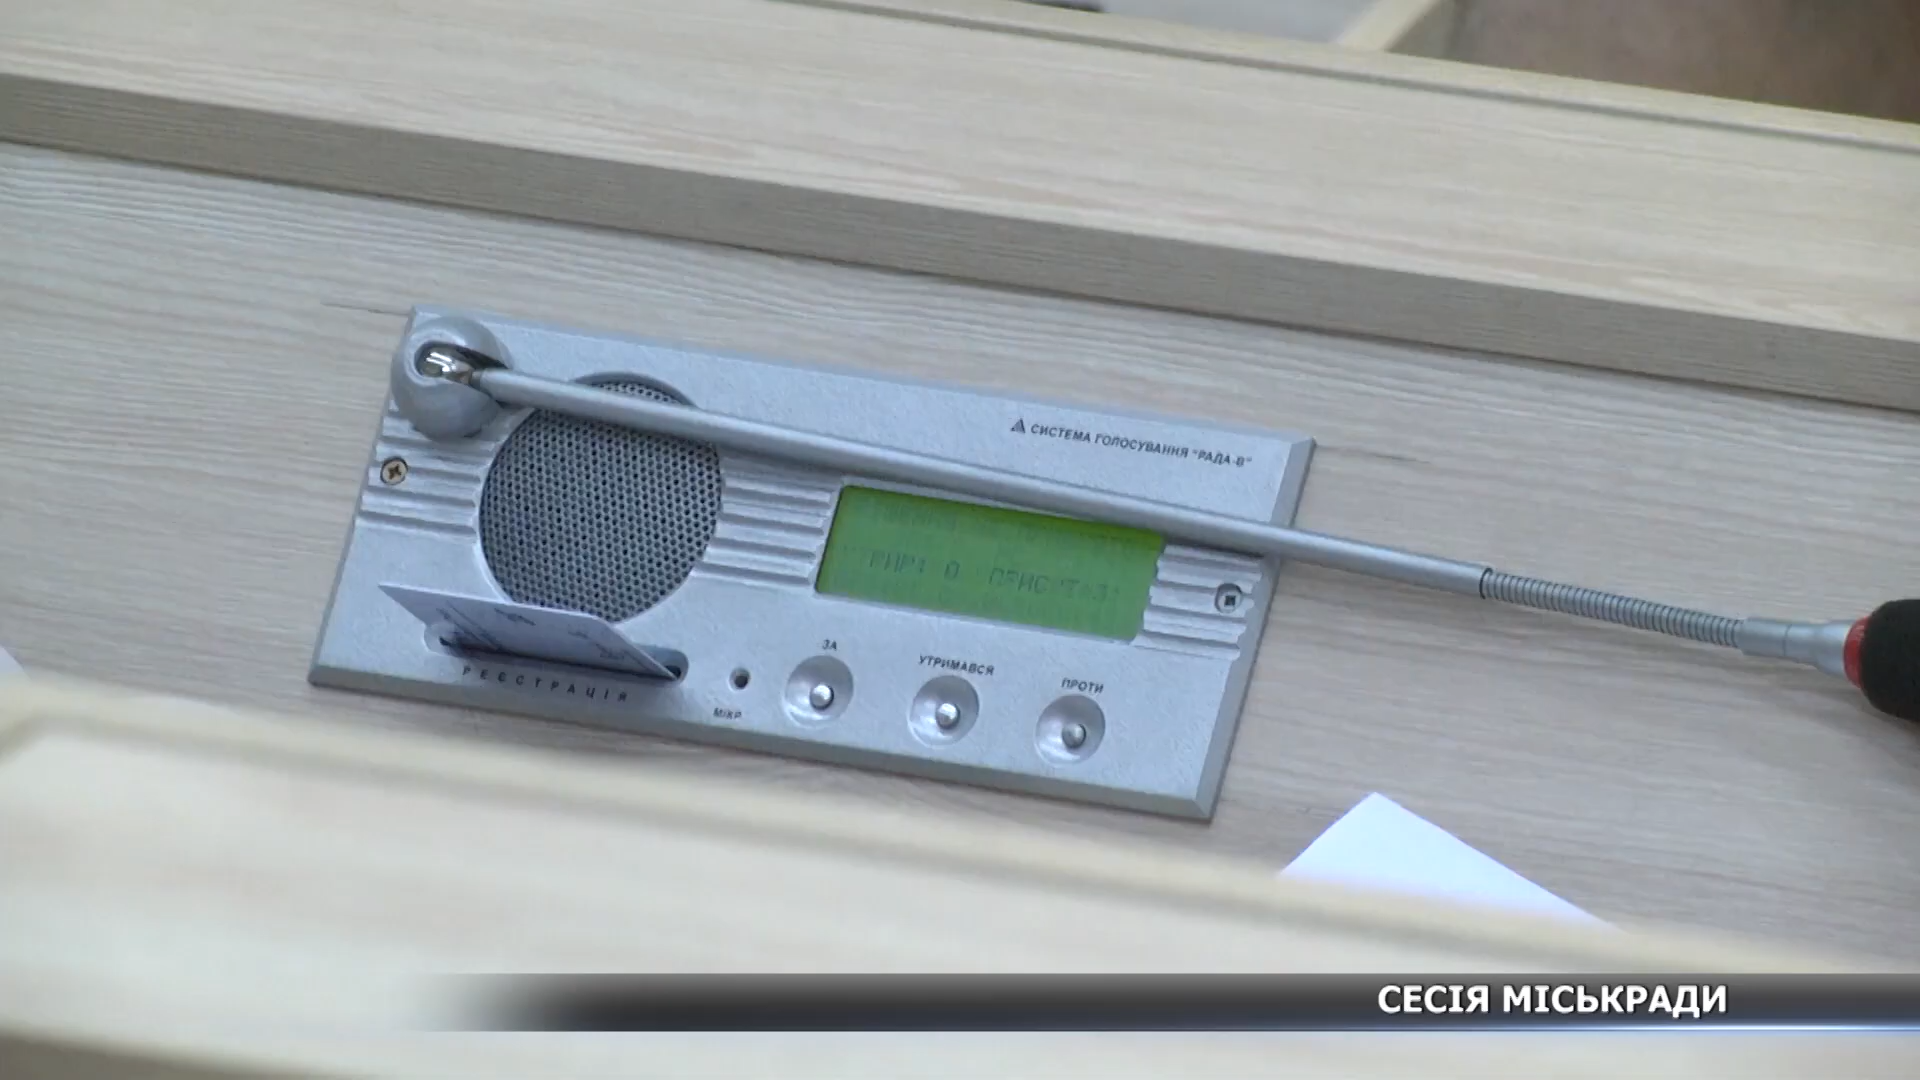 СИСТЕМА ГОЛОСУВАННЯ "РАДА-В"
ЗА
УТРИМАВСЯ
ПРОТИ
РЕЄСТРАЦІЯ
МІКР
СЕСІЯ МІСЬКРАДИ